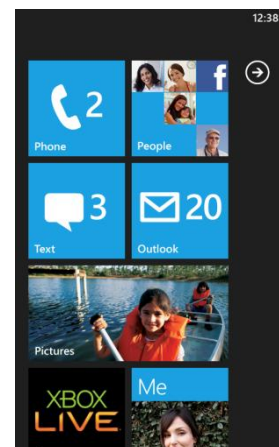 12:38
2
f
Phone
People
3
20
Text
Outlook
Pictures
Me
XBOX
LIVE